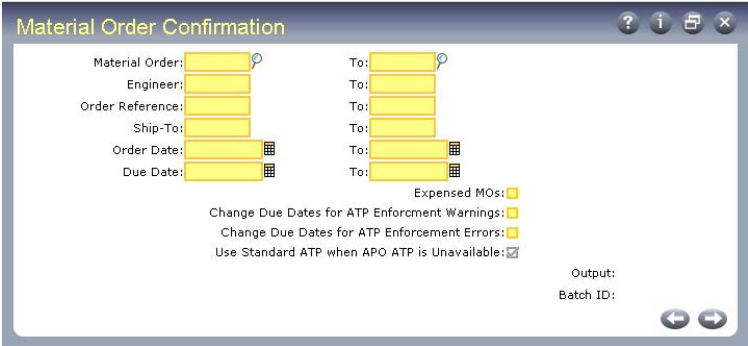 Material Order Confirmation
? i
Material Order: To:
Engineer: To:
Order Reference: To:
Ship-To: To:
Order Date: To:
Due Date: To:
Expensed MOs:
Change Due Dates for ATP Enforcment Warnings:
Change Due Dates for ATP Enforcement Errors:
Use Standard ATP when APO ATP is Unavailable:
Output:
Batch ID: